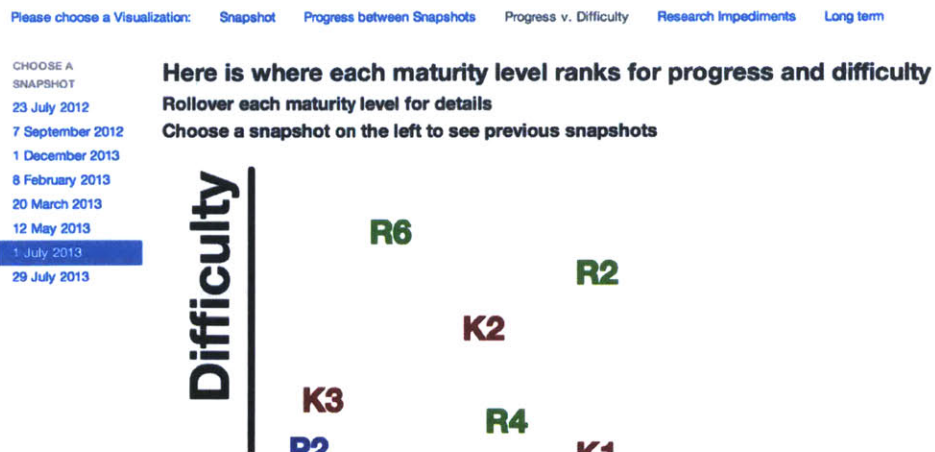 Please choose a Visualization: Snapshot Progress between Snapshots Progress v. Difficulty Research Impediments Long term
CHOOSE A
SNAPSHOT
23 July 2012
7 September 2012
1 December 2013
8 February 2013
20 March 2013
12 May 2013
1 July 2013
29 July 2013
Here is where each maturity level ranks for progress and difficulty
Rollover each maturity level for details
Choose a snapshot on the left to see previous snapshots
Difficulty
R6
R2
K2
K3
R4
K1